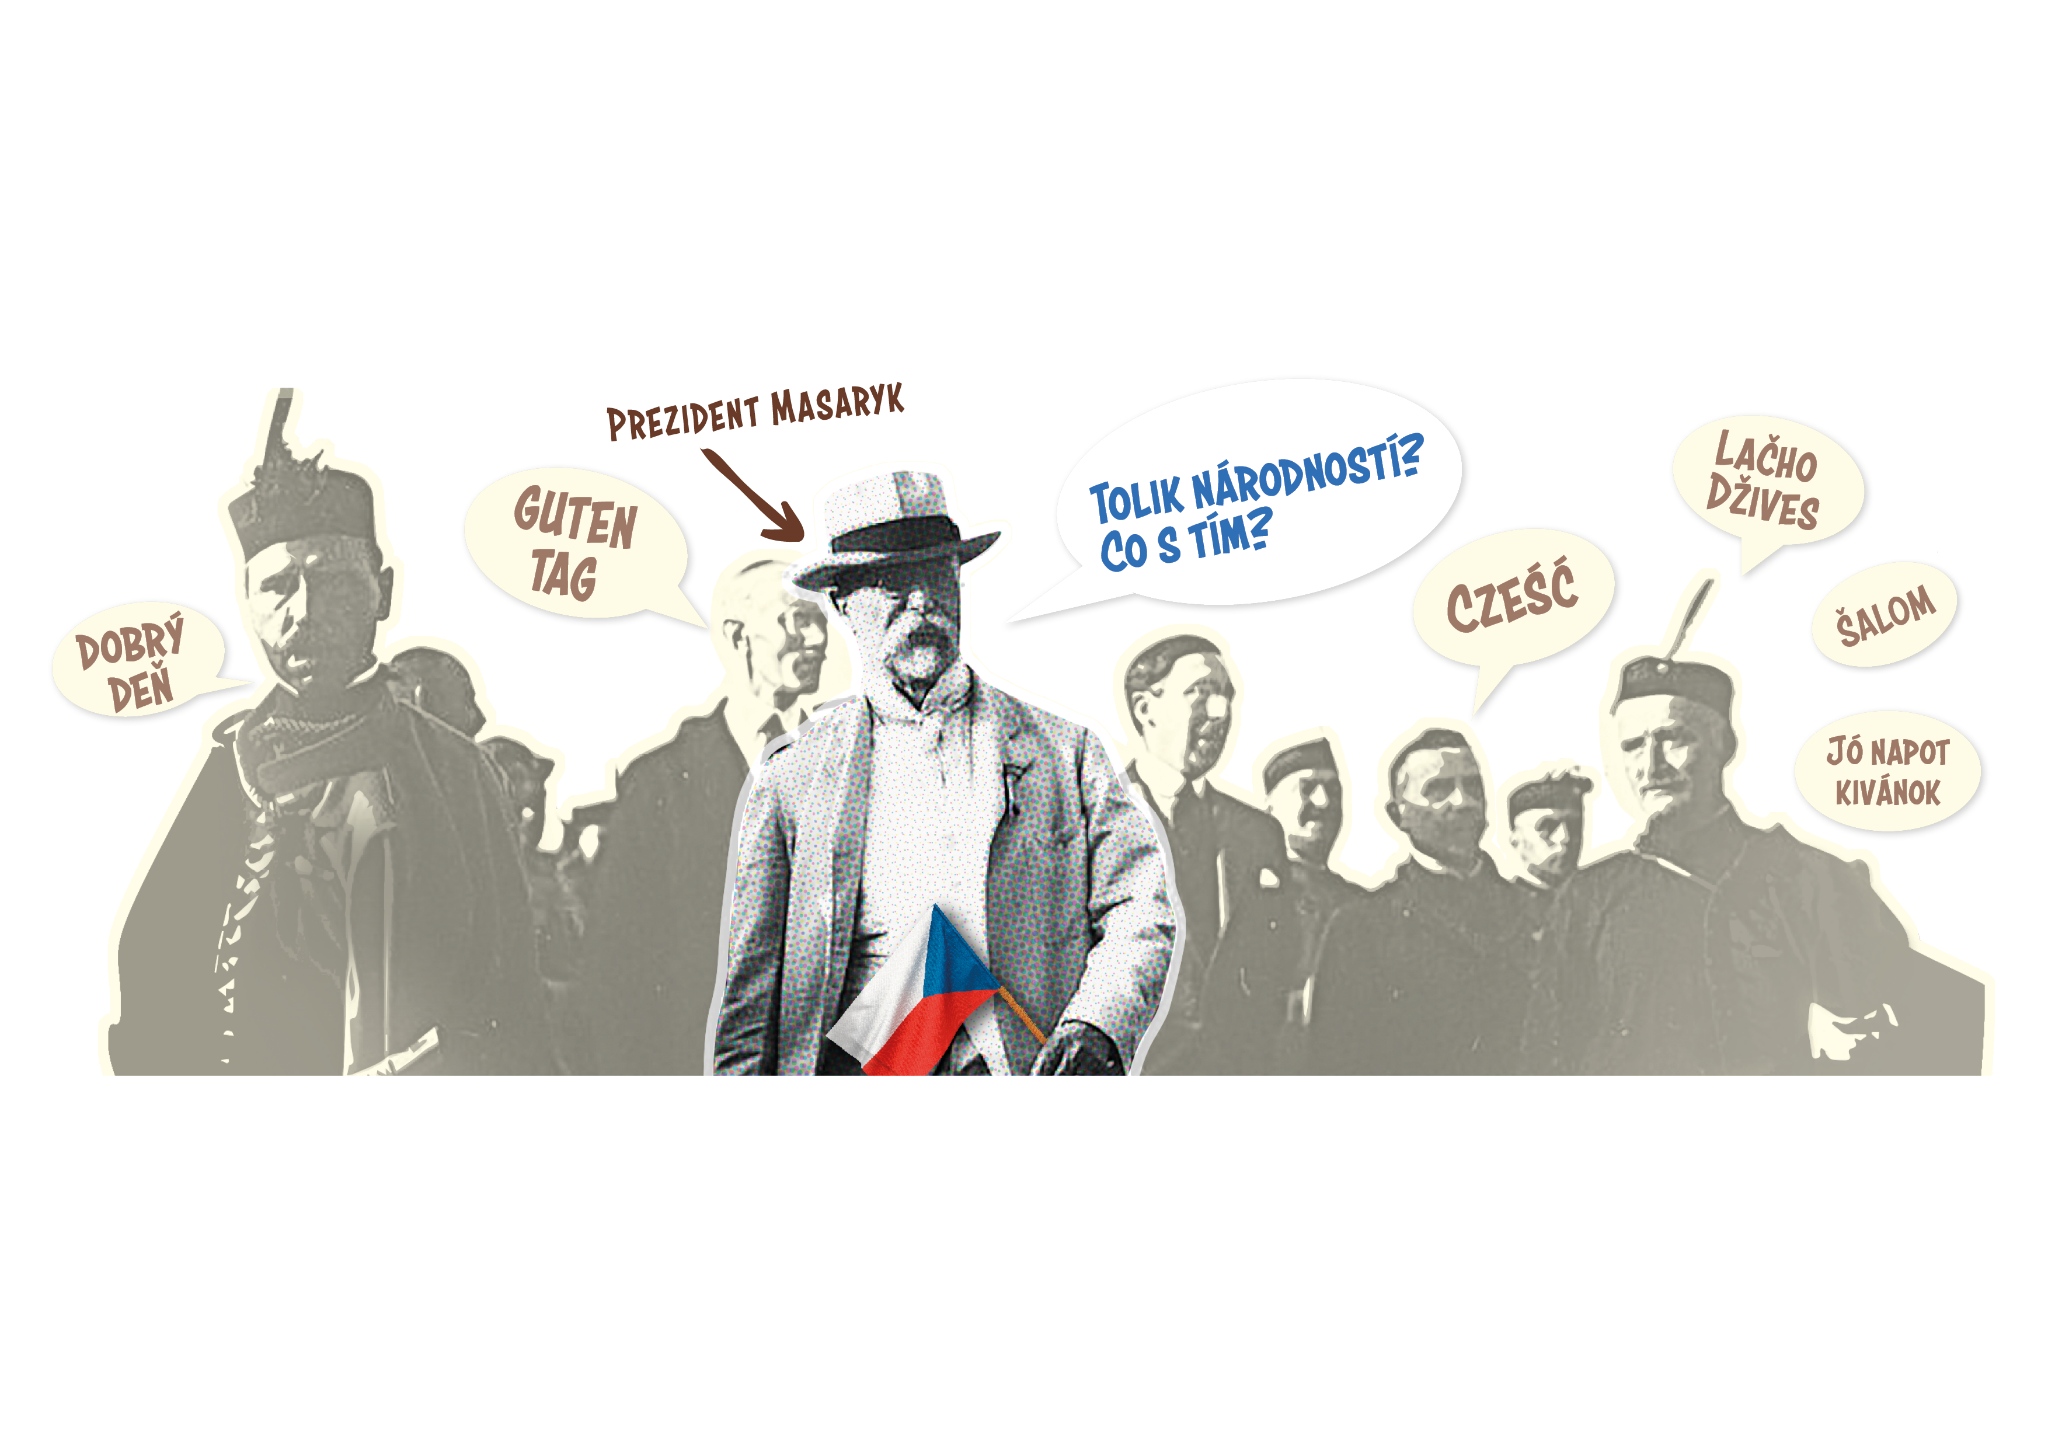 Prezident Masaryk
Guten
tag
Tolik národností?
Co s tím?
Lačho
džives
Dobrý
deň
Cześć
Šalom
Jó napot
kivánok